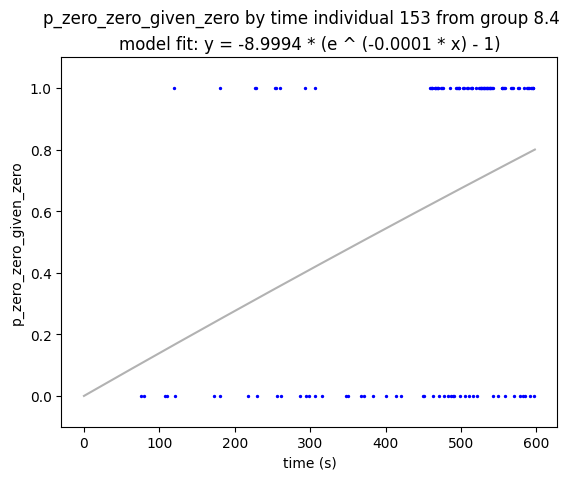 p_zero_zero_given_zero by time individual 153 from group 8.4
model fit: y = -8.9994 * (e ^ (-0.0001 * x) - 1)
1.0
0.8
0.6
0.4
0.2
0.0
p_zero_zero_given_zero
0 100 200 300 400 500 600
time (s)